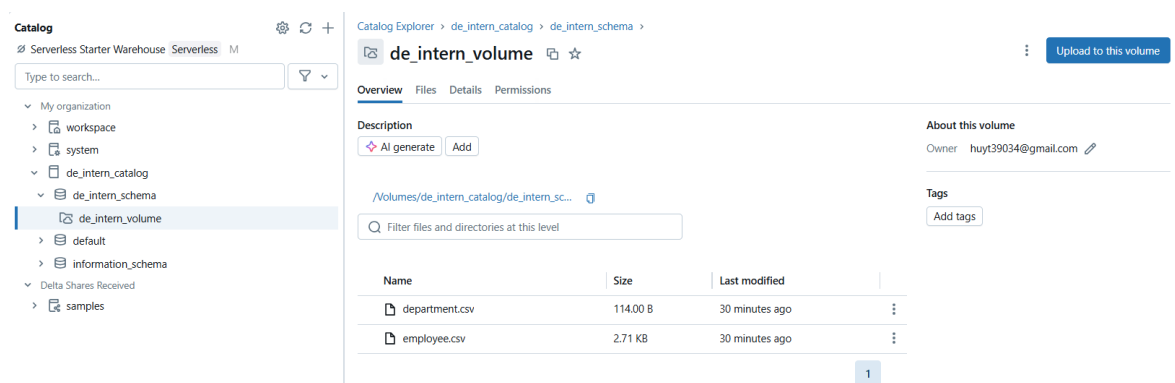 Catalog
Serverless Starter Warehouse Serverless M
Type to search...
My organization
workspace
system
de_intern_catalog
de_intern_schema
de_intern_volume
default
information_schema
Delta Shares Received
samples
Catalog Explorer > de_intern_catalog > de_intern_schema >
de_intern_volume
Upload to this volume
Overview Files Details Permissions
Description
AI generate Add
/Volumes/de_intern_catalog/de_intern_sc...
Filter files and directories at this level
Name Size Last modified
department.csv 114.00 B 30 minutes ago
employee.csv 2.71 KB 30 minutes ago
1
About this volume
Owner huyt39034@gmail.com
Tags
Add tags